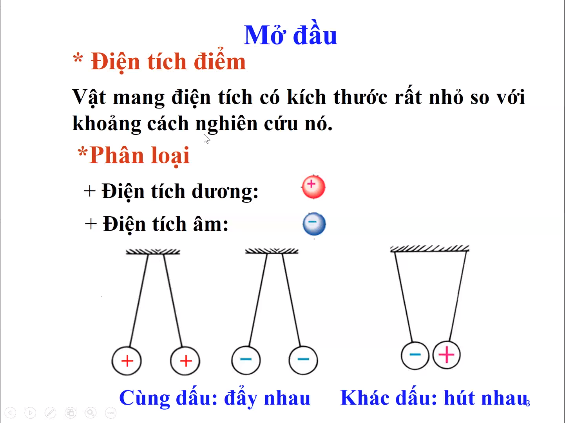 Mở đầu
* Điện tích điểm
Vật mang điện tích có kích thước rất nhỏ so với
khoảng cách nghiên cứu nó.
*Phân loại
+ Điện tích dương: +
+ Điện tích âm: −
+ + − − − +
Cùng dấu: đẩy nhau Khác dấu: hút nhau
3